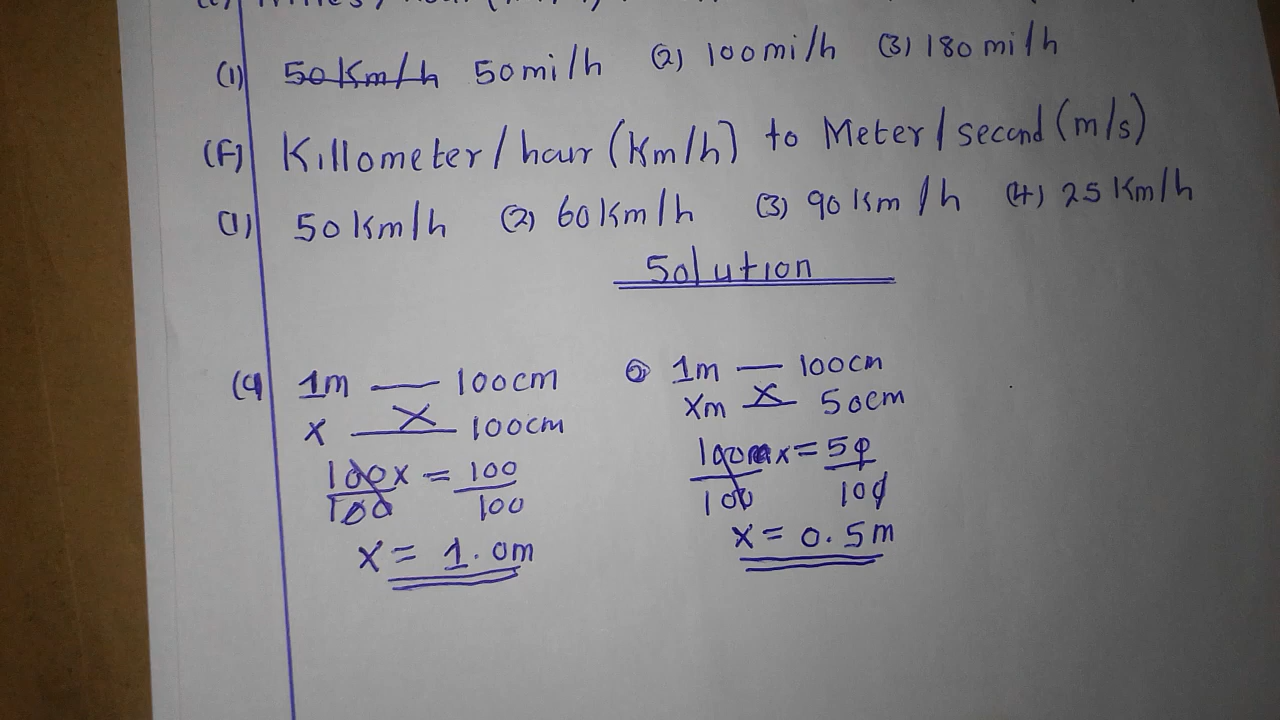 (1) 50Km/h 50mi/h (2) 100mi/h (3) 180mi/h
(F) Killometer/hour (Km/h) to Meter/second (m/s)
(1) 50Km/h (2) 60Km/h (3) 90Km/h (4) 25Km/h
Solution
1m — 100cm
x — 100cm
100x = 100
100 100
x = 1.0m
1m — 100cm
Xm — 50cm
x = 50
100 100
x = 0.5m